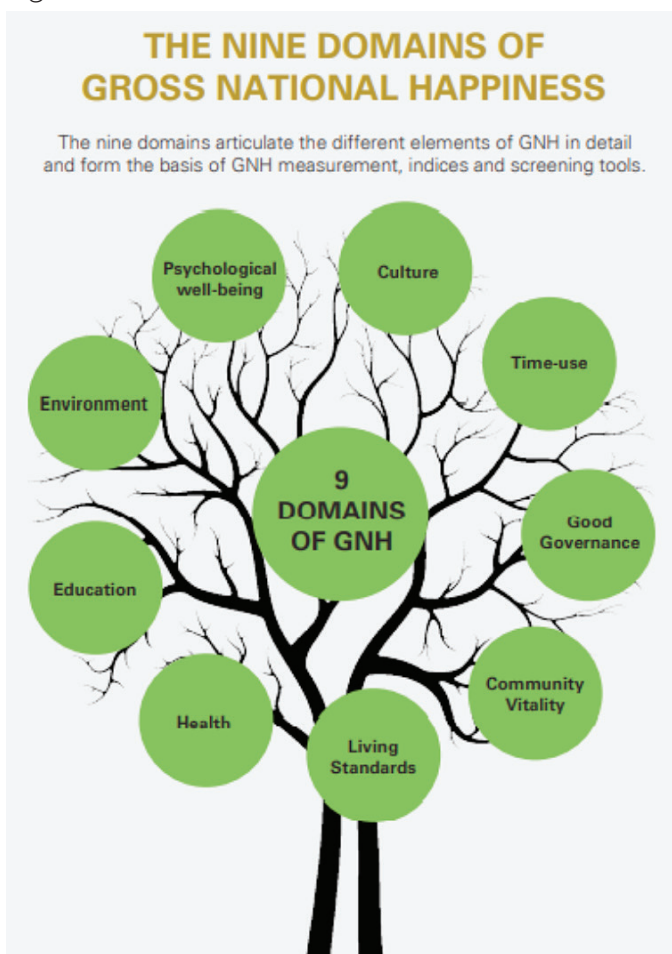 THE NINE DOMAINS OF
GROSS NATIONAL HAPPINESS
The nine domains articulate the different elements of GNH in detail
and form the basis of GNH measurement, indices and screening tools.
Psychological
well-being
Culture
Time-use
Environment
9
DOMAINS
OF GNH
Good
Governance
Education
Community
Vitality
Health
Living
Standards